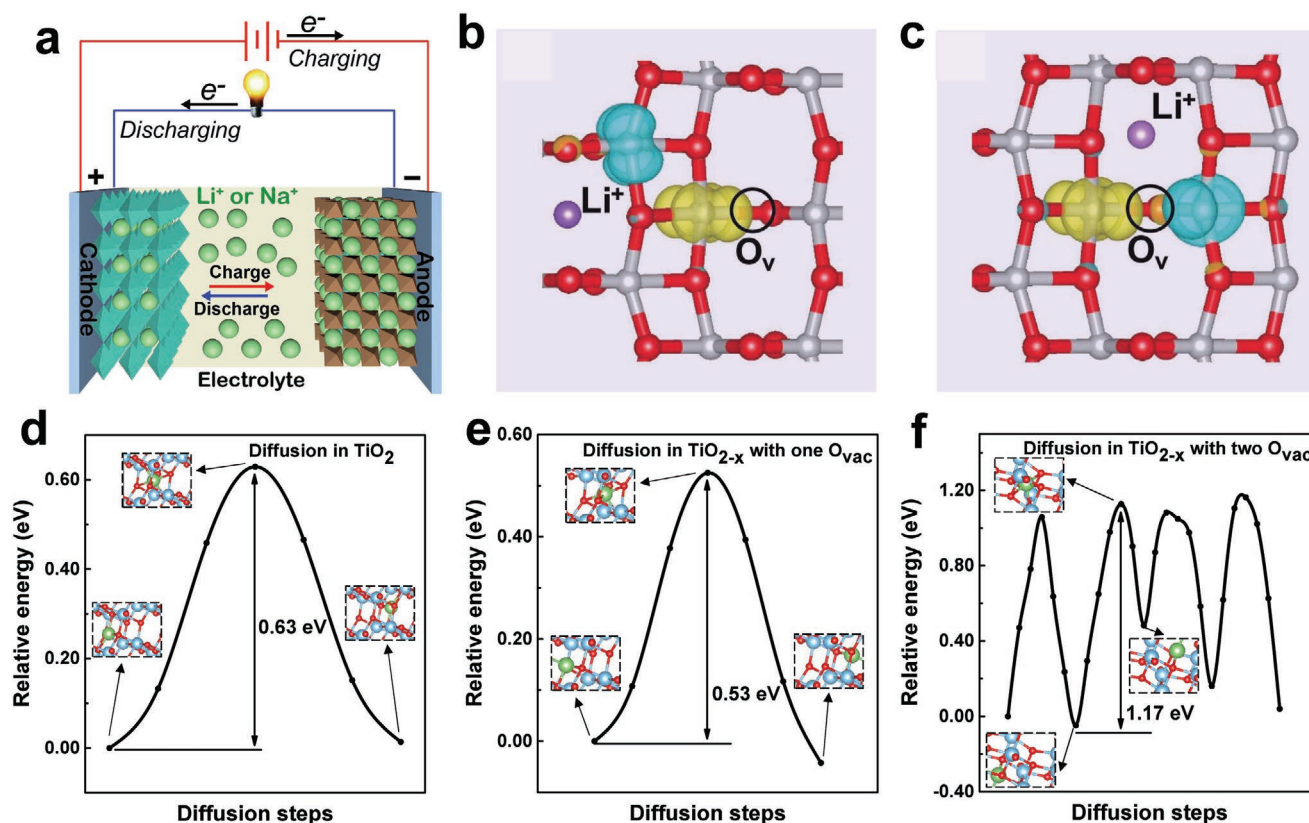 a
e-
Charging
e-
Discharging
+
−
Li+ or Na+
Cathode
Anode
Charge
Discharge
Electrolyte
b
Li+
Ov
c
Li+
Ov
d
Diffusion in TiO2
0.60
0.40
0.20
0.00
Relative energy (eV)
0.63 eV
Diffusion steps
e
Diffusion in TiO2-x with one Ovac
0.60
0.45
0.30
0.15
0.00
Relative energy (eV)
0.53 eV
Diffusion steps
f
Diffusion in TiO2-x with two Ovac
1.20
0.80
0.40
0.00
-0.40
Relative energy (eV)
1.17 eV
Diffusion steps